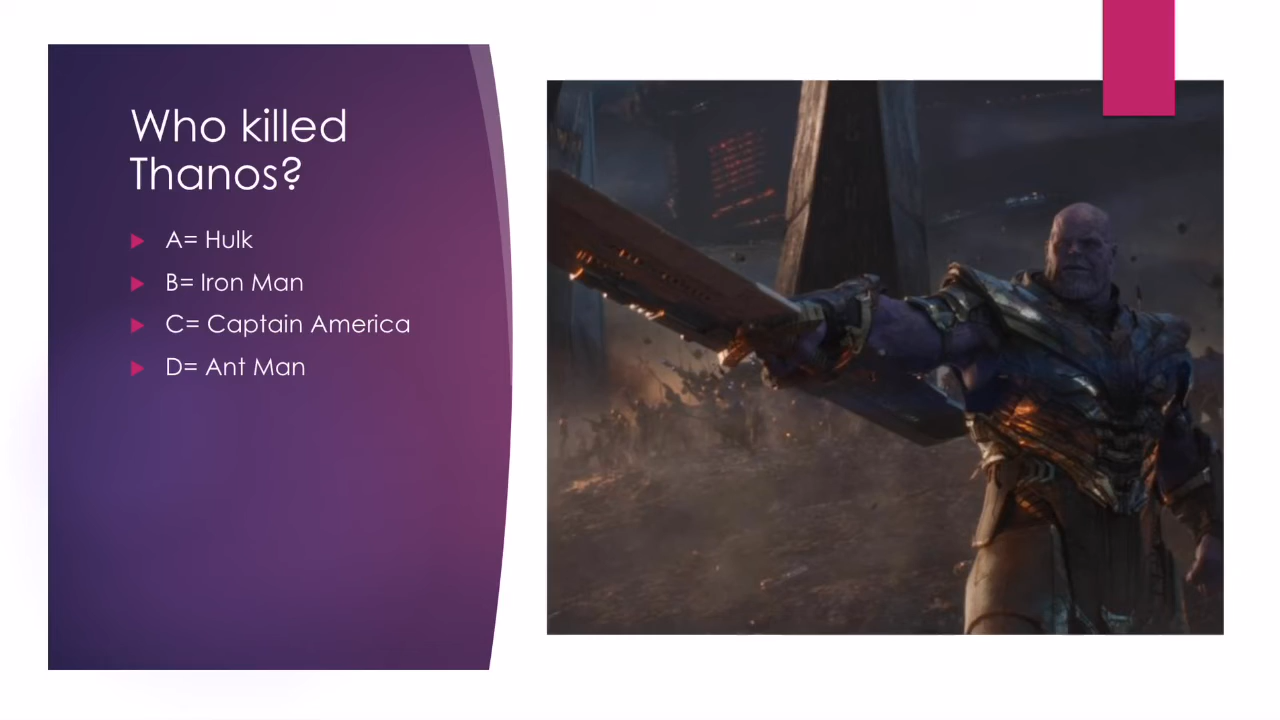 Who killed
Thanos?
A= Hulk
B= Iron Man
C= Captain America
D= Ant Man